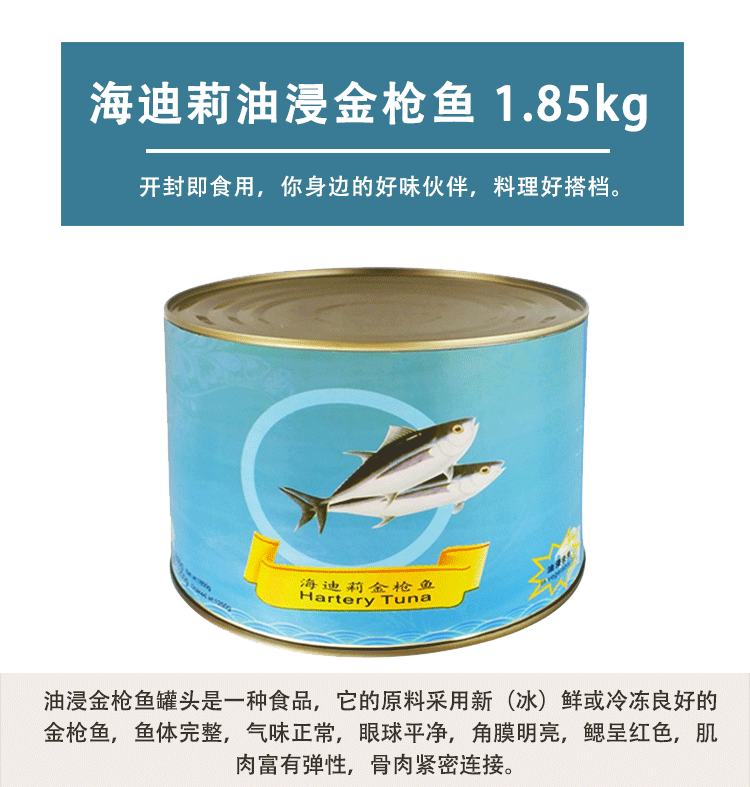 海迪莉油浸金枪鱼 1.85kg
开封即食用，你身边的好味伙伴，料理好搭档。
海迪莉金枪鱼
Hartery Tuna
油浸金枪鱼罐头是一种食品，它的原料采用新（冰）鲜或冷冻良好的
金枪鱼，鱼体完整，气味正常，眼球平净，角膜明亮，鳃呈红色，肌
肉富有弹性，骨肉紧密连接。